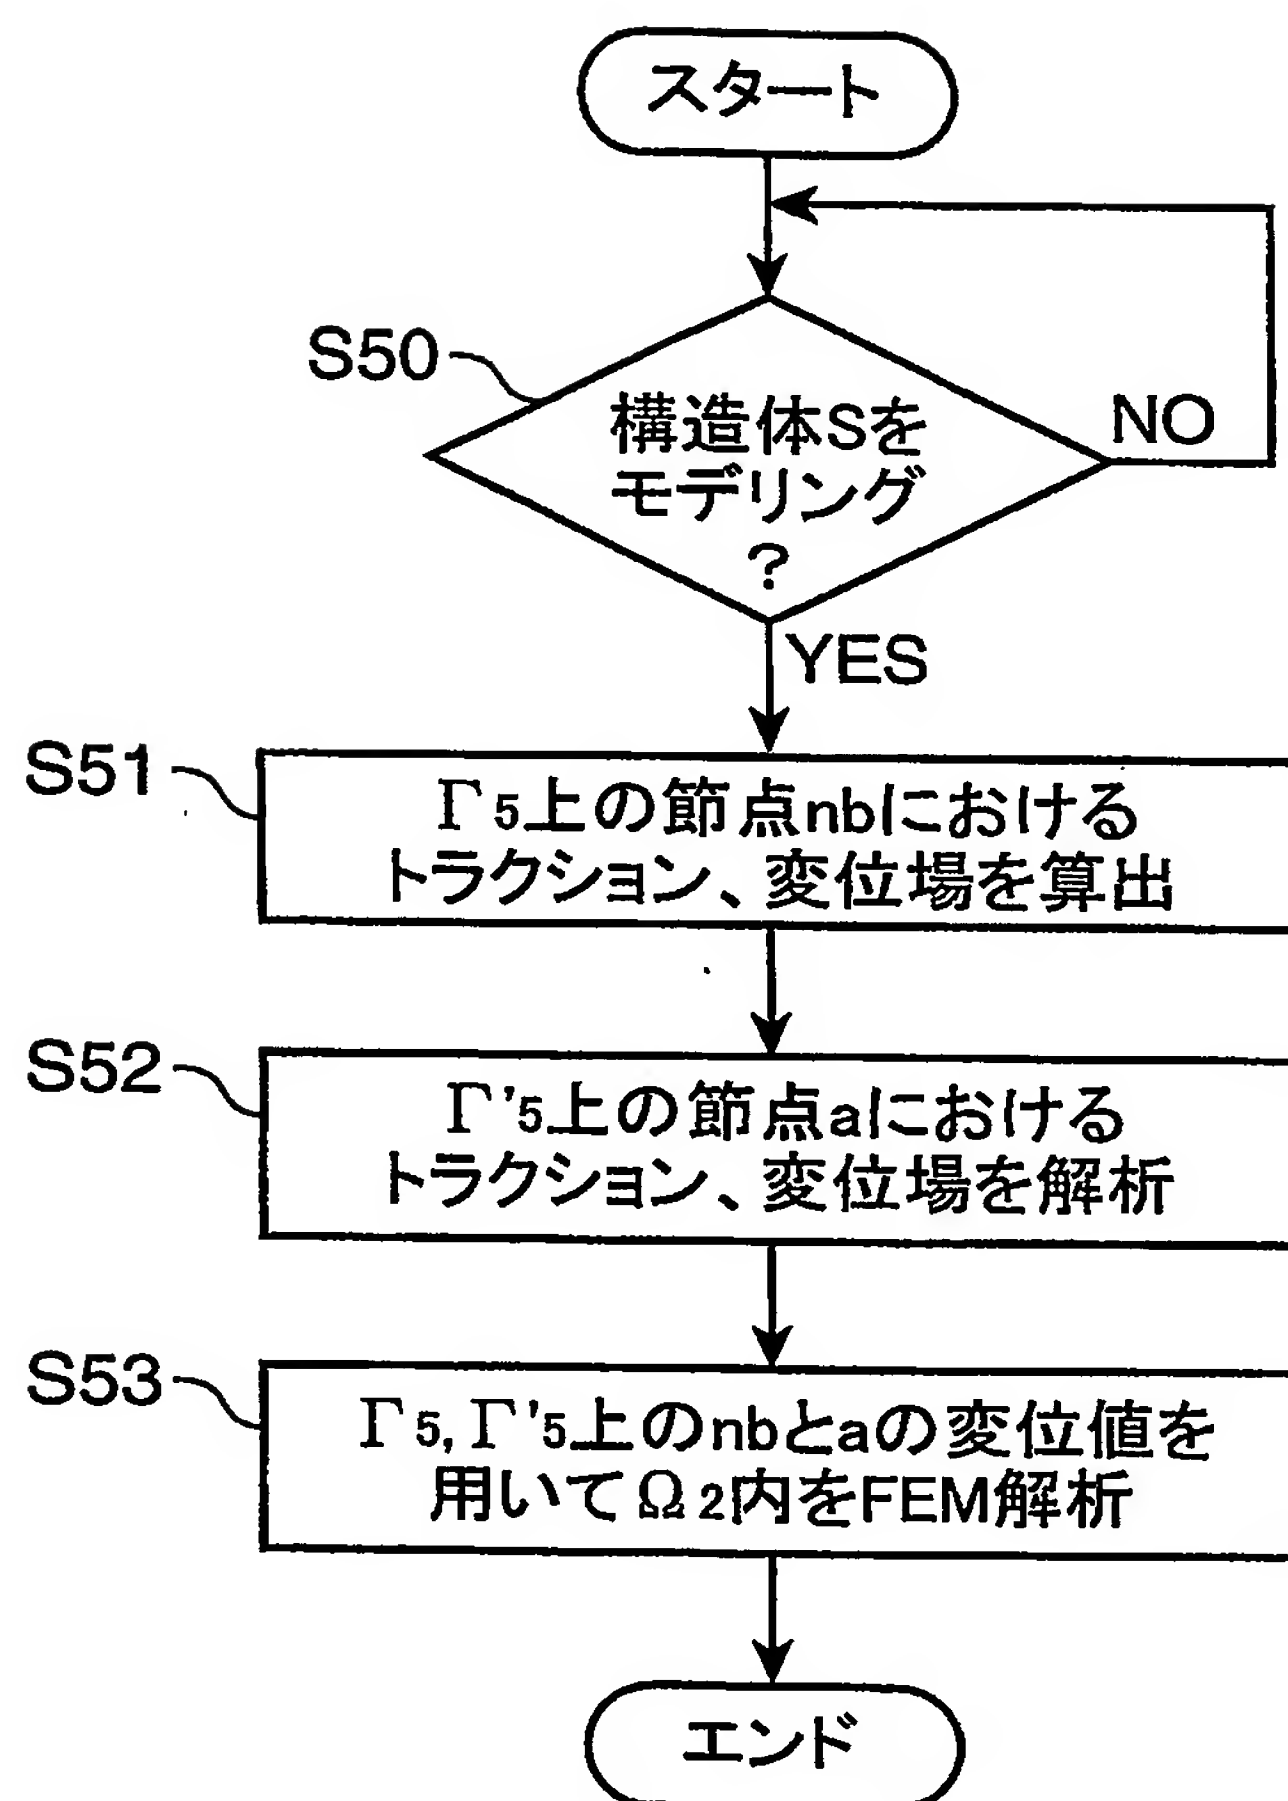 スタート
S50
構造体Sを
モデリング
?
NO
YES
S51
Γ5上の節点nbにおける
トラクション、変位場を算出
S52
Γ'5上の節点aにおける
トラクション、変位場を解析
S53
Γ5,Γ'5上のnbとaの変位値を
用いてΩ2内をFEM解析
エンド